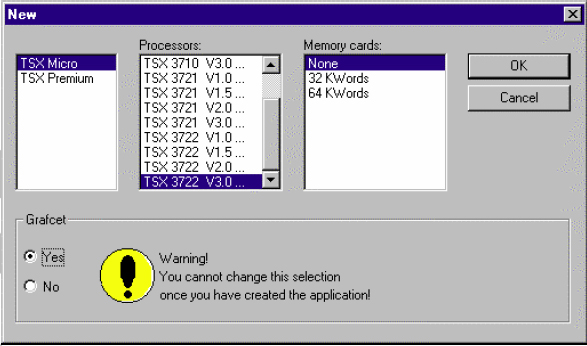 New
Processors:
Memory cards:
TSX Micro
TSX Premium
TSX 3710 V3.0 ...
TSX 3721 V1.0 ...
TSX 3721 V1.5 ...
TSX 3721 V2.0 ...
TSX 3721 V3.0 ...
TSX 3722 V1.0 ...
TSX 3722 V1.5 ...
TSX 3722 V2.0 ...
TSX 3722 V3.0 ...
None
32 KWords
64 KWords
OK
Cancel
Grafcet
Yes
No
Warning!
You cannot change this selection
once you have created the application!